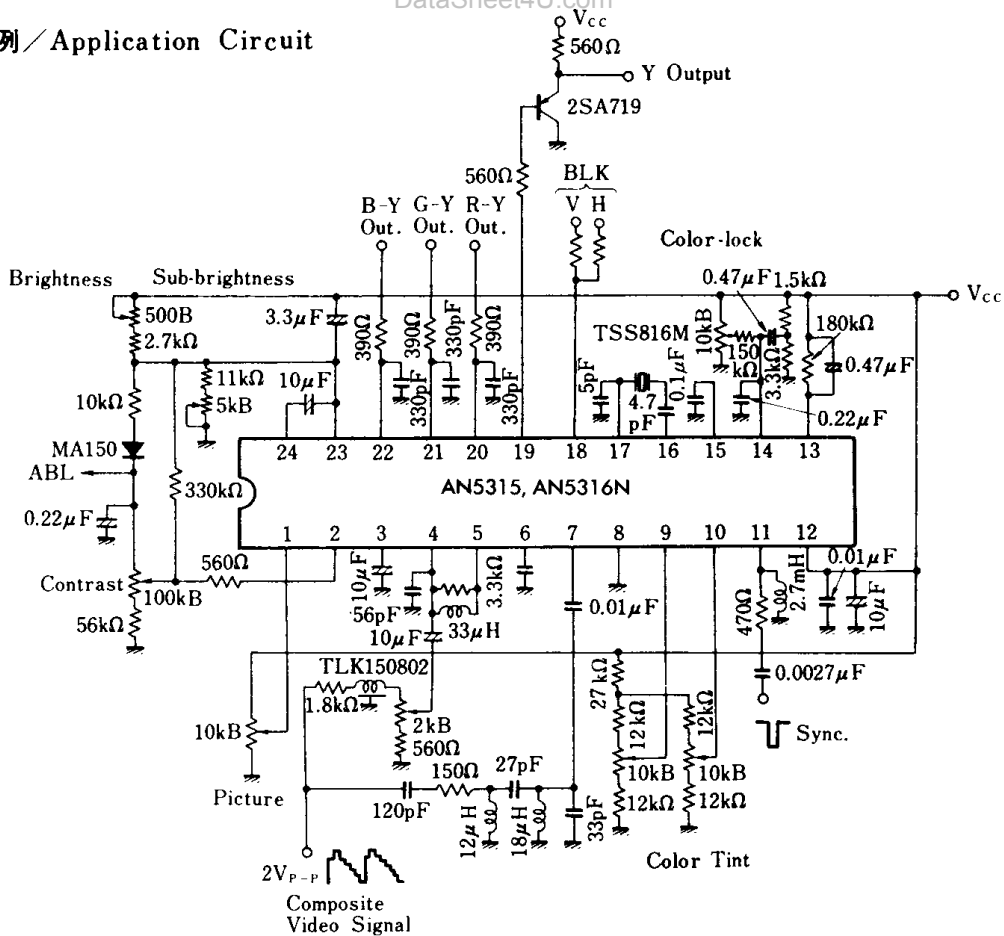 DataSheet4U.com
列／Application Circuit
Vcc
560Ω
Y Output
2SA719
560Ω
BLK
V H
B-Y G-Y R-Y
Out. Out. Out.
Color-lock
Brightness
Sub-brightness
0.47μF
1.5kΩ
Vcc
500B
2.7kΩ
3.3μF
390Ω
390Ω
330pF
390Ω
TSS816M
10kB
150
kΩ
3.3kΩ
180kΩ
0.47μF
11kΩ
5kB
10μF
10kΩ
330pF
330pF
5pF
4.7
pF
0.1μF
0.22μF
MA150
ABL
24 23 22 21 20 19 18 17 16 15 14 13
AN5315, AN5316N
330kΩ
0.22μF
1 2 3 4 5 6 7 8 9 10 11 12
560Ω
Contrast
100kB
56kΩ
10μF
56pF
3.3kΩ
33μH
10μF
0.01μF
470Ω
2.7mH
0.01μF
10μF
0.0027μF
TLK150802
1.8kΩ
2kB
560Ω
27kΩ
12kΩ
12kΩ
Sync.
10kB
10kB
10kB
12kΩ
12kΩ
Picture
150Ω
27pF
120pF
12μH
18μH
33pF
Color Tint
2VP-P
Composite
Video Signal